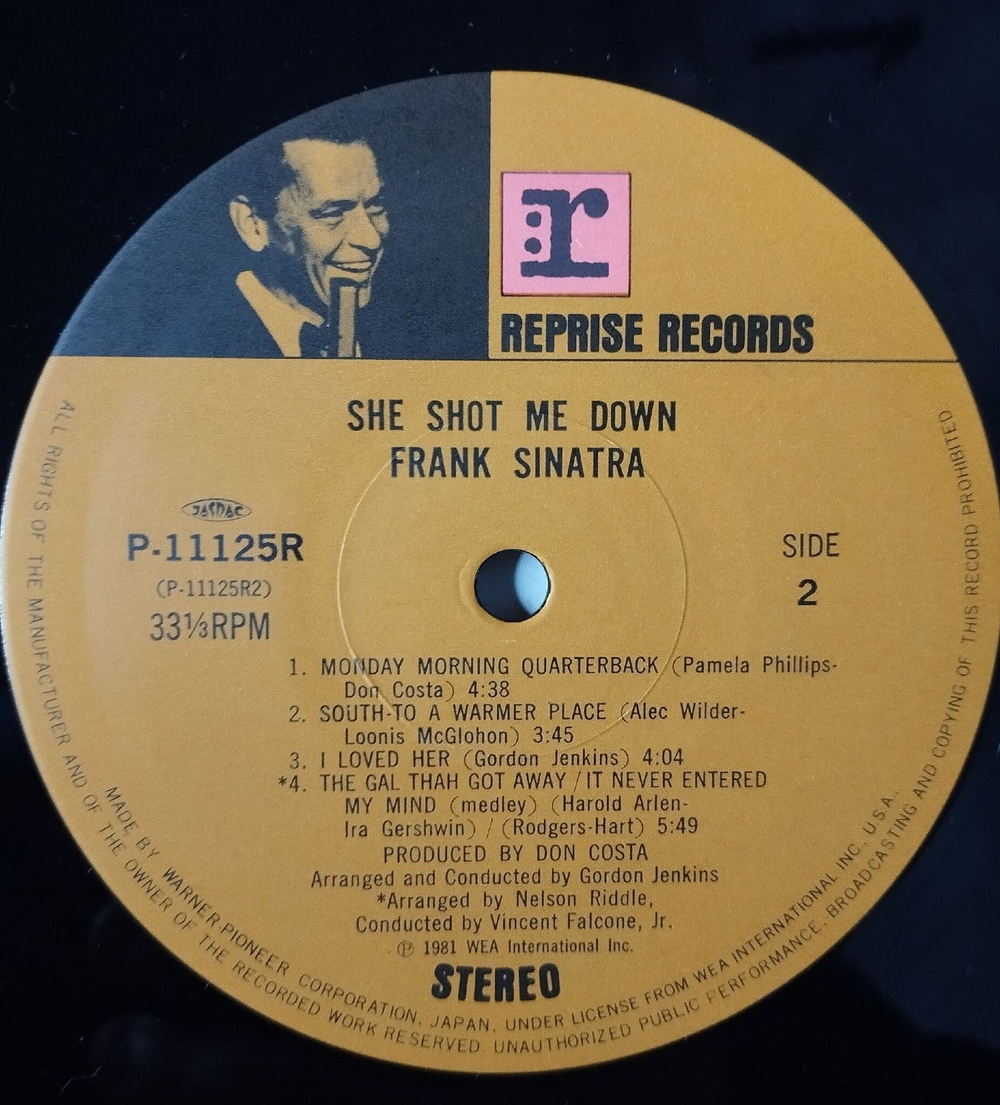 :r
REPRISE RECORDS
SHE SHOT ME DOWN
FRANK SINATRA
JASRAC
P-11125R
(P-11125R2)
33⅓RPM
SIDE
2
1. MONDAY MORNING QUARTERBACK (Pamela Phillips-
Don Costa) 4:38
2. SOUTH-TO A WARMER PLACE (Alec Wilder-
Loonis McGlohon) 3:45
3. I LOVED HER (Gordon Jenkins) 4:04
*4. THE GAL THAH GOT AWAY/IT NEVER ENTERED
MY MIND (medley) (Harold Arlen-
Ira Gershwin) / (Rodgers-Hart) 5:49
PRODUCED BY DON COSTA
Arranged and Conducted by Gordon Jenkins
*Arranged by Nelson Riddle,
Conducted by Vincent Falcone, Jr.
℗ 1981 WEA International Inc.
STEREO
MADE BY WARNER-PIONEER CORPORATION, JAPAN, UNDER LICENSE FROM WEA INTERNATIONAL INC., U.S.A.,
ALL RIGHTS OF THE MANUFACTURER AND OF THE OWNER OF THE RECORDED WORK RESERVED. UNAUTHORIZED PUBLIC PERFORMANCE, BROADCASTING AND COPYING OF THIS RECORD PROHIBITED